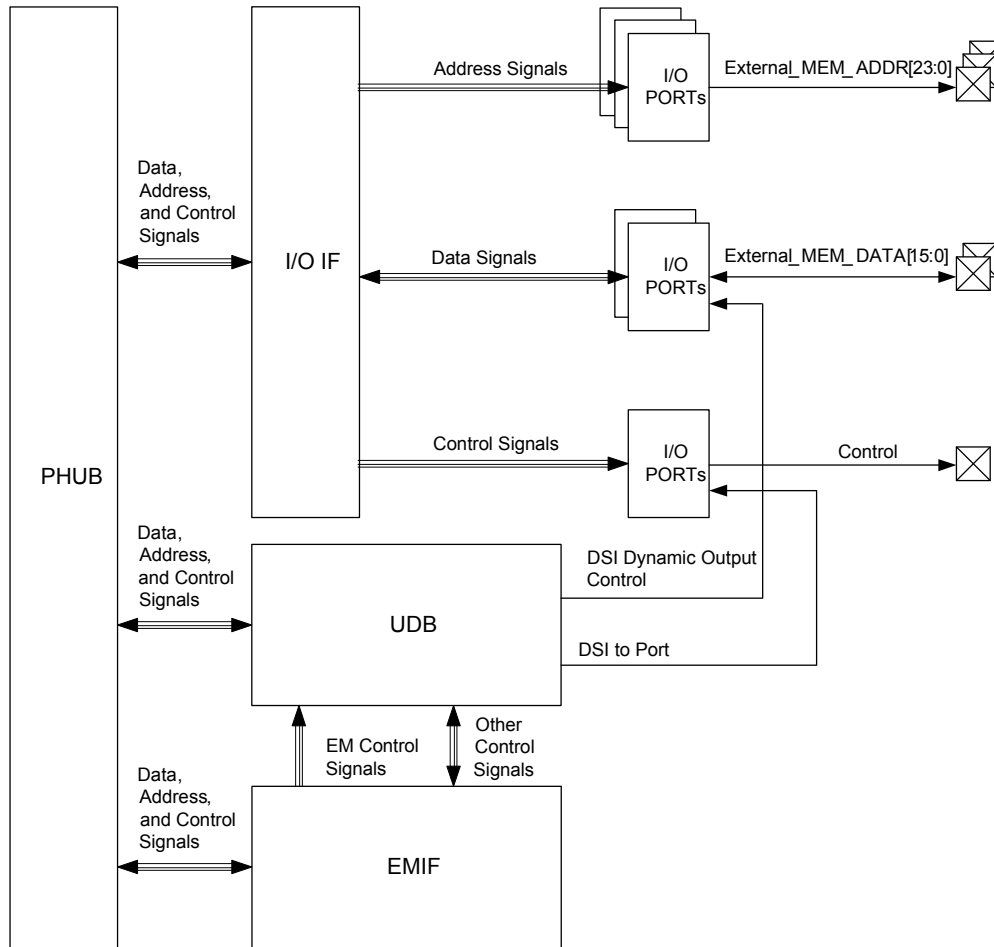 Address Signals
I/O
PORTs
External_MEM_ADDR[23:0]
Data,
Address,
and Control
Signals
I/O IF
Data Signals
I/O
PORTs
External_MEM_DATA[15:0]
Control Signals
I/O
PORTs
Control
PHUB
Data,
Address,
and Control
Signals
UDB
DSI Dynamic Output
Control
DSI to Port
EM Control
Signals
Other
Control
Signals
Data,
Address,
and Control
Signals
EMIF